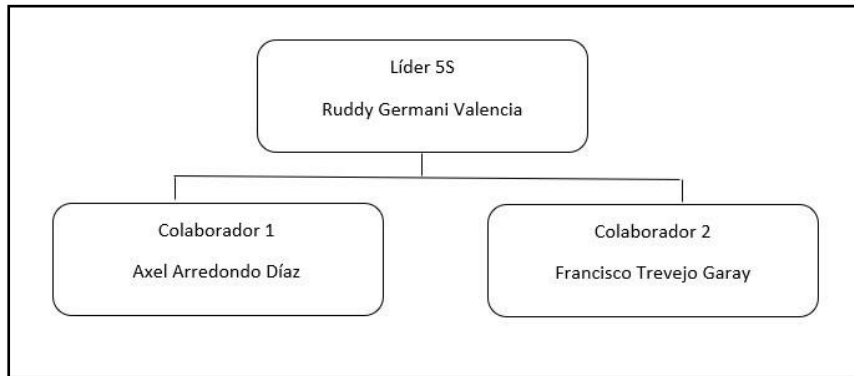 Líder 5S
Ruddy Germani Valencia
Colaborador 1
Axel Arredondo Díaz
Colaborador 2
Francisco Trevejo Garay